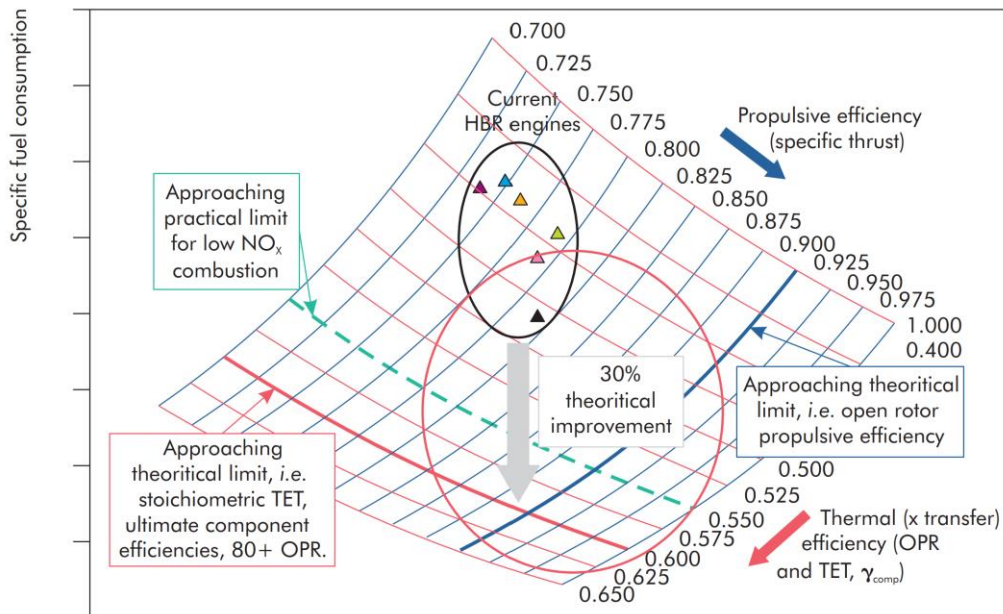 Specific fuel consumption
0.700
0.725
0.750
0.775
0.800
0.825
0.850
0.875
0.900
0.925
0.950
0.975
1.000
Current
HBR engines
Propulsive efficiency
(specific thrust)
Approaching
practical limit
for low NOₓ
combustion
30%
theoritical
improvement
Approaching theoritical
limit, i.e. open rotor
propulsive efficiency
Approaching
theoritical limit, i.e.
stoichiometric TET,
ultimate component
efficiencies, 80+ OPR.
0.400
0.500
0.525
0.550
0.575
0.600
0.625
0.650
Thermal (x transfer)
efficiency (OPR
and TET, γcomp)